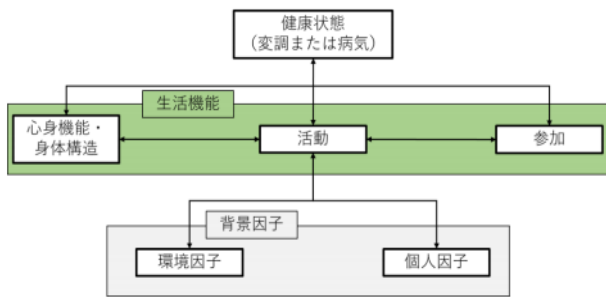 健康状態
（変調または病気）
生活機能
心身機能・
身体構造
活動
参加
背景因子
環境因子
個人因子